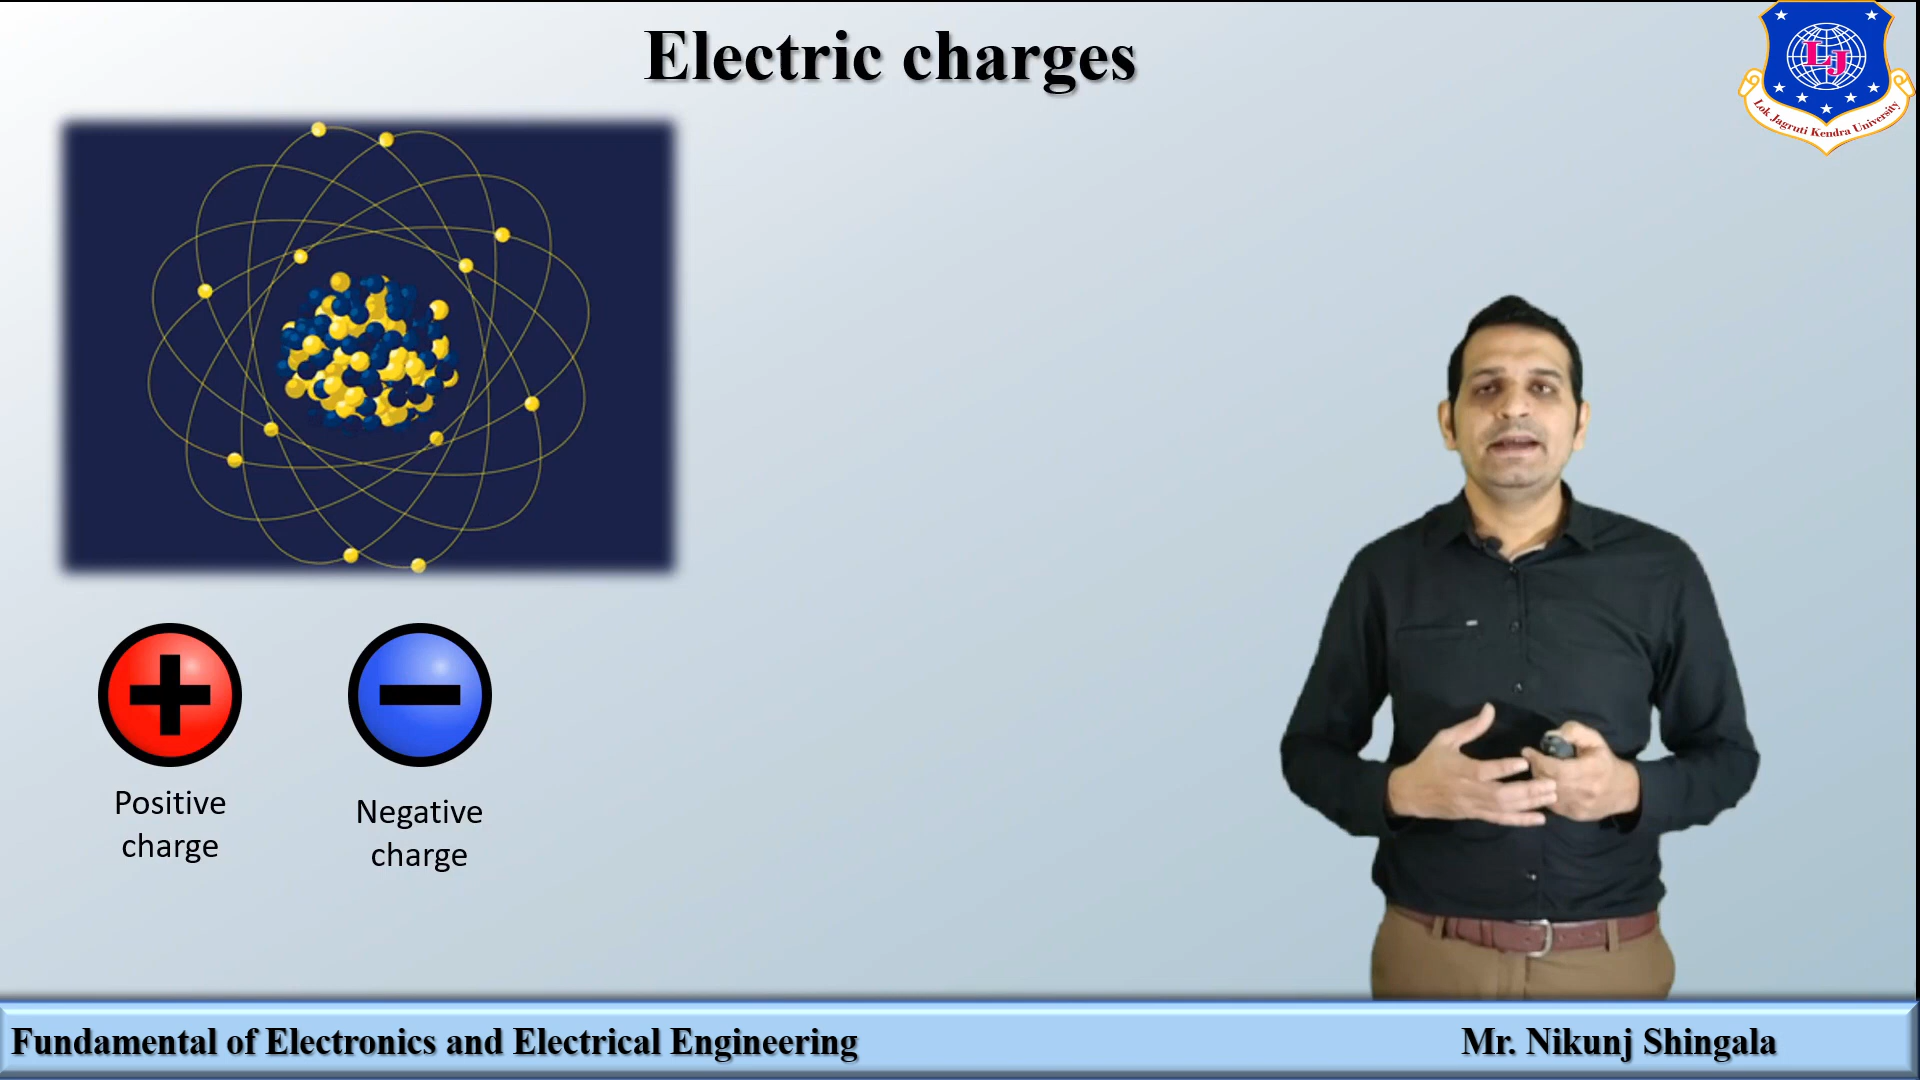 Electric charges
LJ
Lok Jagruti Kendra University
Positive
charge
Negative
charge
Fundamental of Electronics and Electrical Engineering
Mr. Nikunj Shingala